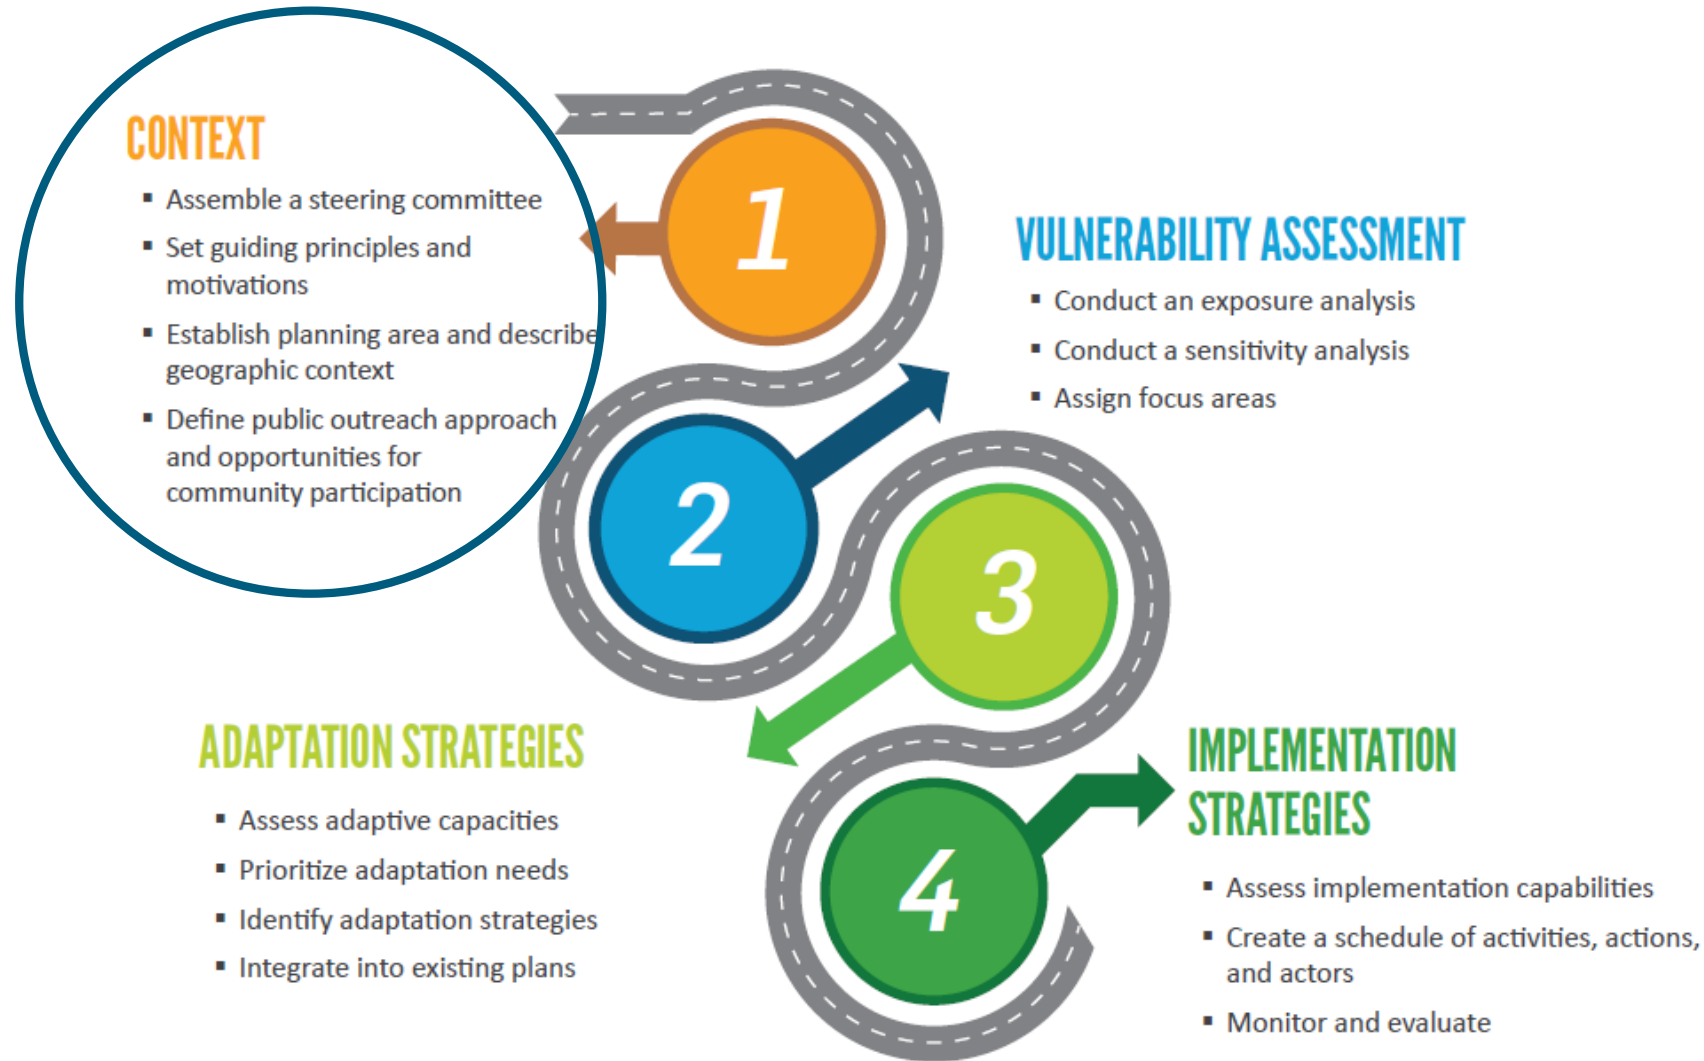 CONTEXT
▪ Assemble a steering committee
▪ Set guiding principles and
motivations
▪ Establish planning area and describe
geographic context
▪ Define public outreach approach
and opportunities for
community participation
1
VULNERABILITY ASSESSMENT
▪ Conduct an exposure analysis
▪ Conduct a sensitivity analysis
▪ Assign focus areas
2
3
ADAPTATION STRATEGIES
▪ Assess adaptive capacities
▪ Prioritize adaptation needs
▪ Identify adaptation strategies
▪ Integrate into existing plans
4
IMPLEMENTATION
STRATEGIES
▪ Assess implementation capabilities
▪ Create a schedule of activities, actions,
and actors
▪ Monitor and evaluate